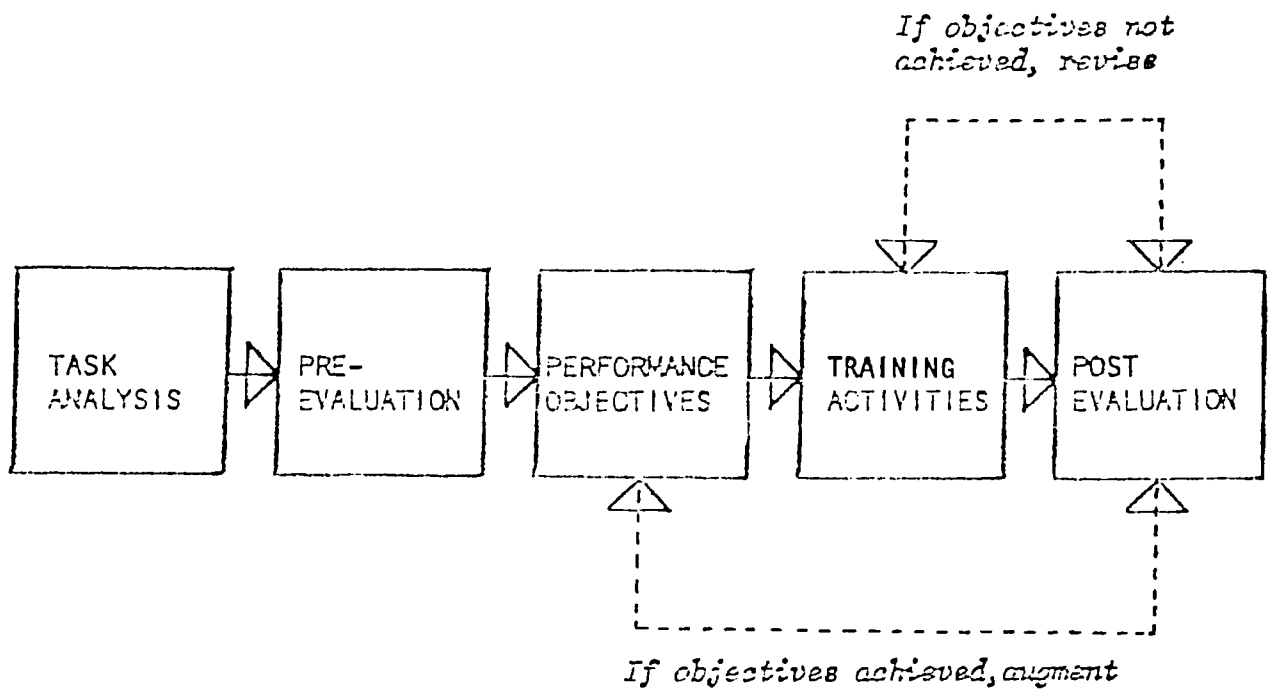 If objectives not
achieved, revise
TASK
ANALYSIS
PRE-
EVALUATION
PERFORMANCE
OBJECTIVES
TRAINING
ACTIVITIES
POST
EVALUATION
If objectives achieved, augment